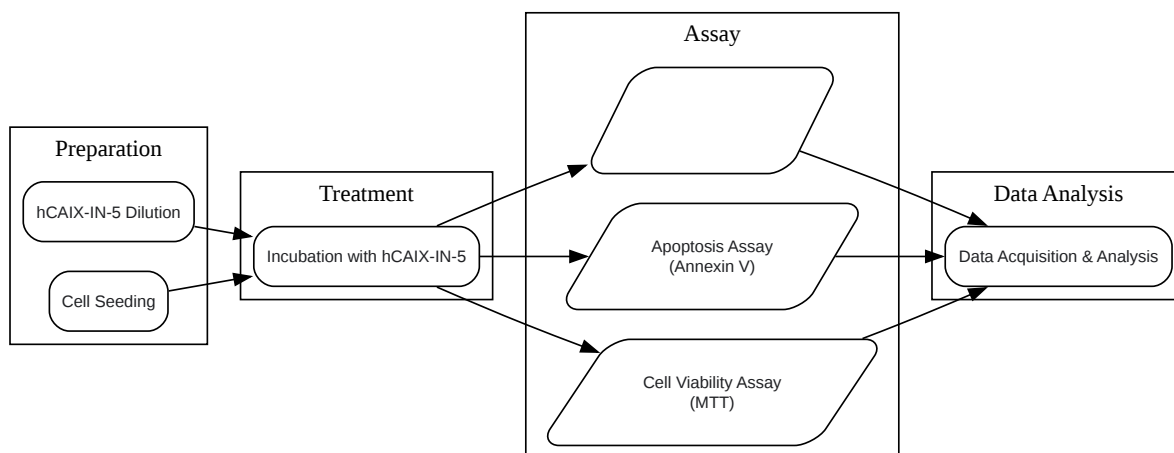 Preparation
hCAIX-IN-5 Dilution
Cell Seeding
Treatment
Incubation with hCAIX-IN-5
Assay
Apoptosis Assay
(Annexin V)
Cell Viability Assay
(MTT)
Data Analysis
Data Acquisition & Analysis